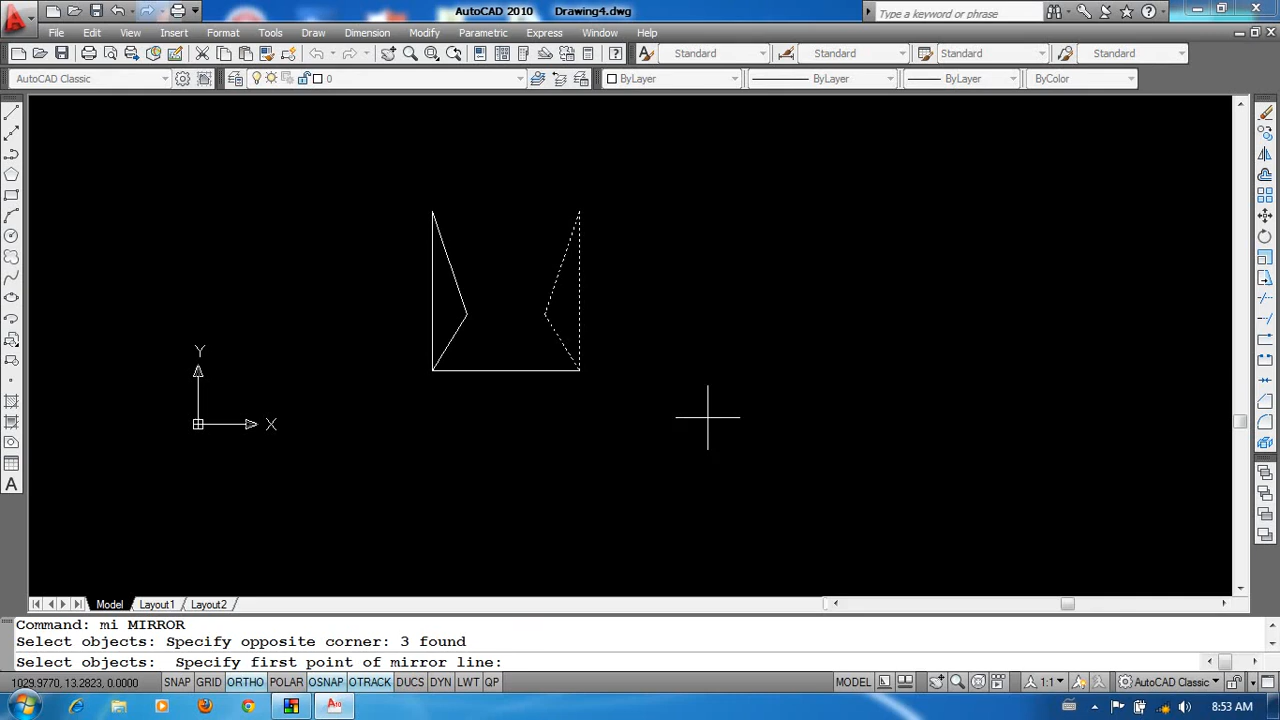 AutoCAD 2010 Drawing4.dwg
Type a keyword or phrase
File Edit View Insert Format Tools Draw Dimension Modify Parametric Express Window Help
Standard Standard Standard Standard
AutoCAD Classic 0 ByLayer ByLayer ByLayer ByColor
Y
X
A
Model Layout1 Layout2
Command: mi MIRROR
Select objects: Specify opposite corner: 3 found
Select objects: Specify first point of mirror line:
1029.9770, 13.2823, 0.0000 SNAP GRID ORTHO POLAR OSNAP OTRACK DUCS DYN LWT QP MODEL 1:1 AutoCAD Classic
8:53 AM